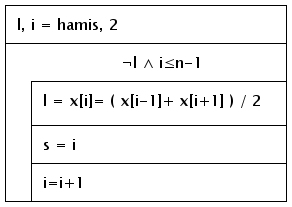 l, i = hamis, 2
¬l ∧ i≤n-1
l = x[i]= ( x[i-1]+ x[i+1] ) / 2
s = i
i=i+1